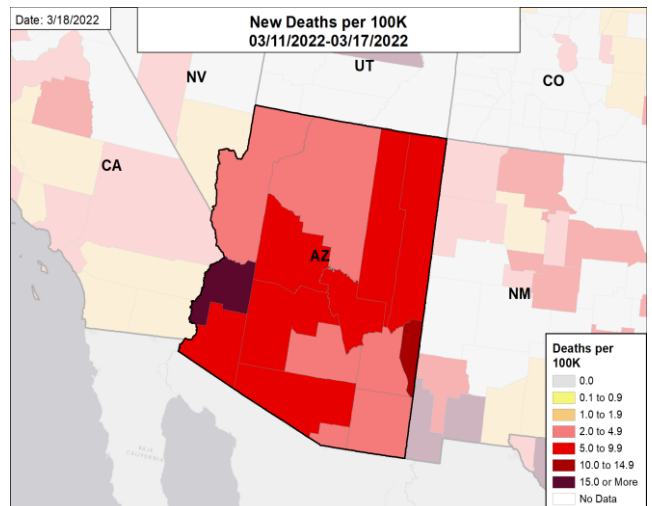 Date: 3/18/2022
New Deaths per 100K
03/11/2022-03/17/2022
UT
NV
CO
CA
AZ
NM
BAJA
CALIFORNIA
Deaths per
100K
0.0
0.1 to 0.9
1.0 to 1.9
2.0 to 4.9
5.0 to 9.9
10.0 to 14.9
15.0 or More
No Data